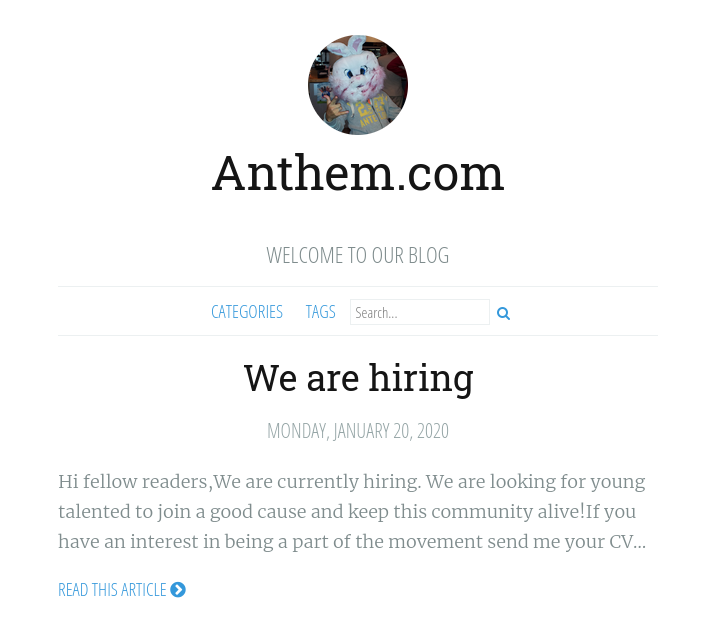 Anthem.com
WELCOME TO OUR BLOG
CATEGORIES TAGS Search...
We are hiring
MONDAY, JANUARY 20, 2020
Hi fellow readers,We are currently hiring. We are looking for young
talented to join a good cause and keep this community alive!If you
have an interest in being a part of the movement send me your CV...
READ THIS ARTICLE